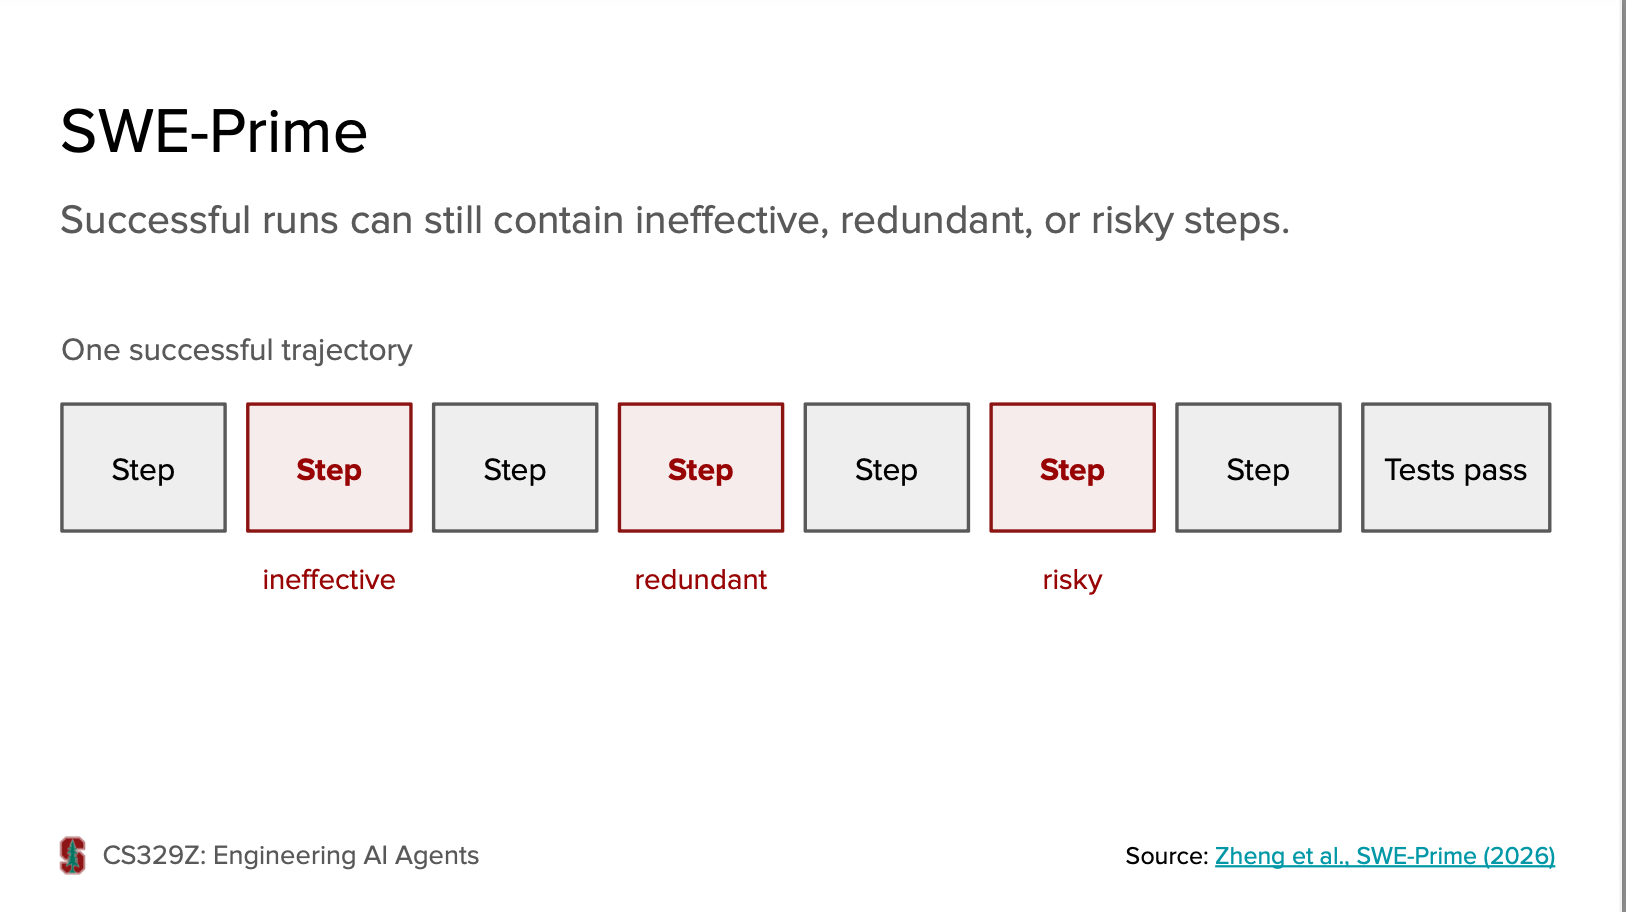 SWE-Prime
Successful runs can still contain ineffective, redundant, or risky steps.
One successful trajectory
Step Step Step Step Step Step Step Tests pass
ineffective redundant risky
CS329Z: Engineering AI Agents
Source: Zheng et al., SWE-Prime (2026)